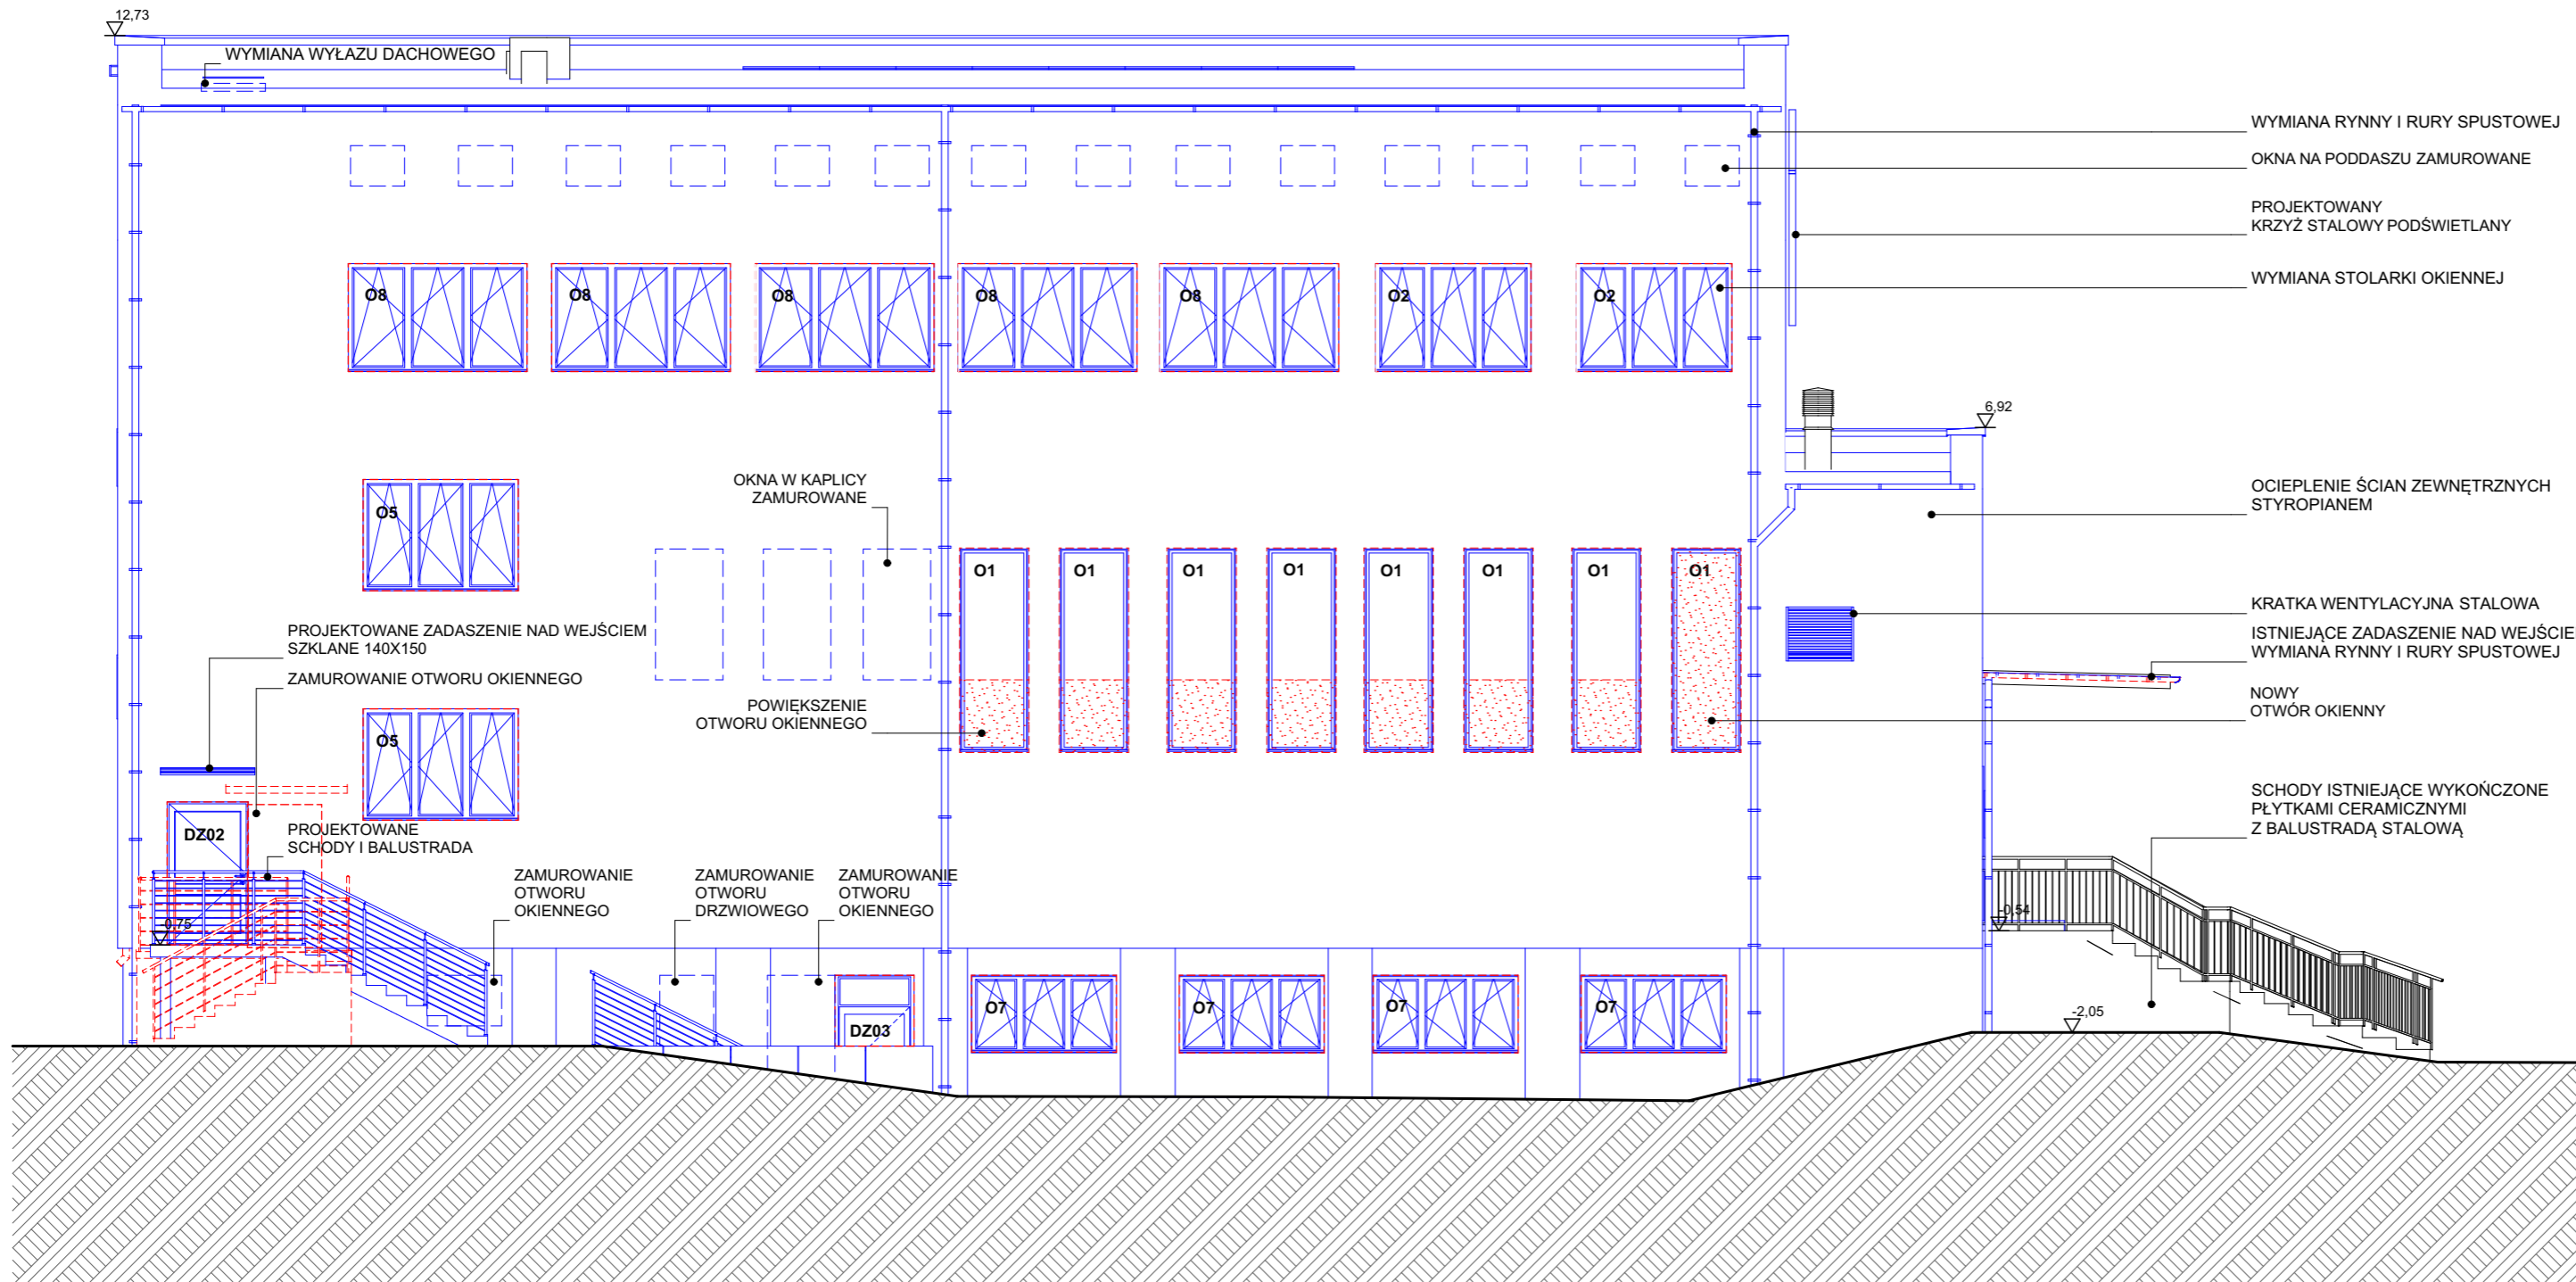 12,73
WYMIANA WYŁAZU DACHOWEGO
WYMIANA RYNNY I RURY SPUSTOWEJ
OKNA NA PODDASZU ZAMUROWANE
PROJEKTOWANY
KRZYŻ STALOWY PODŚWIETLANY
WYMIANA STOLARKI OKIENNEJ
O8
O8
O8
O8
O8
O2
O2
6,92
OKNA W KAPLICY
ZAMUROWANE
OCIEPLENIE ŚCIAN ZEWNĘTRZNYCH
STYROPIANEM
O5
O1
O1
O1
O1
O1
O1
O1
O1
KRATKA WENTYLACYJNA STALOWA
ISTNIEJĄCE ZADASZENIE NAD WEJŚCIE
WYMIANA RYNNY I RURY SPUSTOWEJ
PROJEKTOWANE ZADASZENIE NAD WEJŚCIEM
SZKLANE 140X150
ZAMUROWANIE OTWORU OKIENNEGO
POWIĘKSZENIE
OTWORU OKIENNEGO
NOWY
OTWÓR OKIENNY
O5
SCHODY ISTNIEJĄCE WYKOŃCZONE
PŁYTKAMI CERAMICZNYMI
Z BALUSTRADĄ STALOWĄ
DZ02
PROJEKTOWANE
SCHODY I BALUSTRADA
ZAMUROWANIE
OTWORU
OKIENNEGO
ZAMUROWANIE
OTWORU
DRZWIOWEGO
ZAMUROWANIE
OTWORU
OKIENNEGO
-0,75
-0,54
O7
O7
O7
O7
DZ03
-2,05